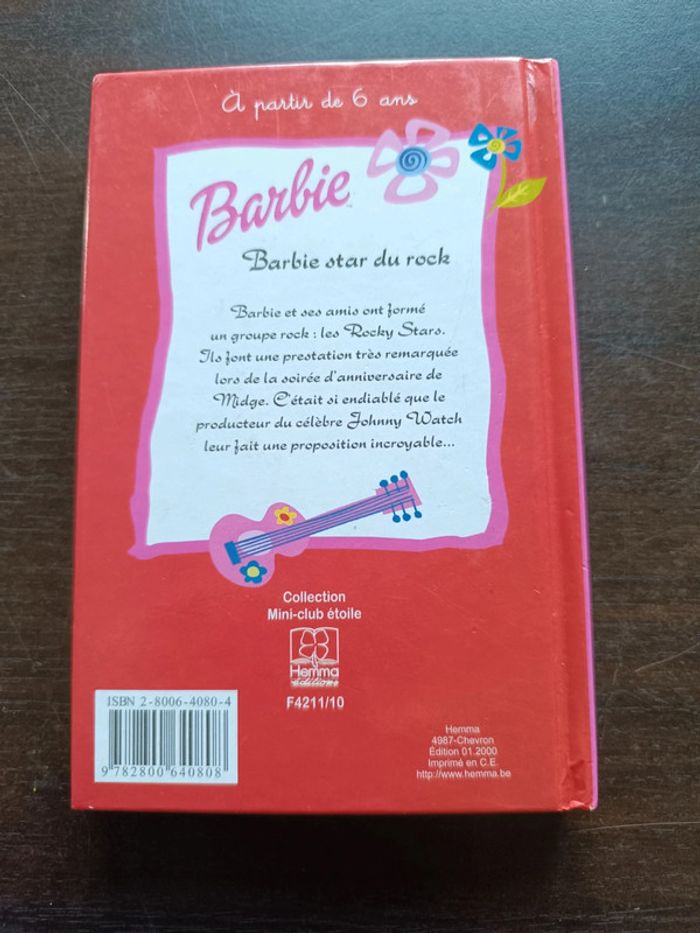 À partir de 6 ans
Barbie
Barbie star du rock
Barbie et ses amis ont formé
un groupe rock : les Rocky Stars.
Ils font une prestation très remarquée
lors de la soirée d'anniversaire de
Midge. C'était si endiablé que le
producteur du célèbre Johnny Watch
leur fait une proposition incroyable...
Collection
Mini-club étoile
Hemma
éditions
F4211/10
ISBN 2-8006-4080-4
9 782800 640808
Hemma
4987-Chevron
Édition 01.2000
Imprimé en C.E.
http://www.hemma.be